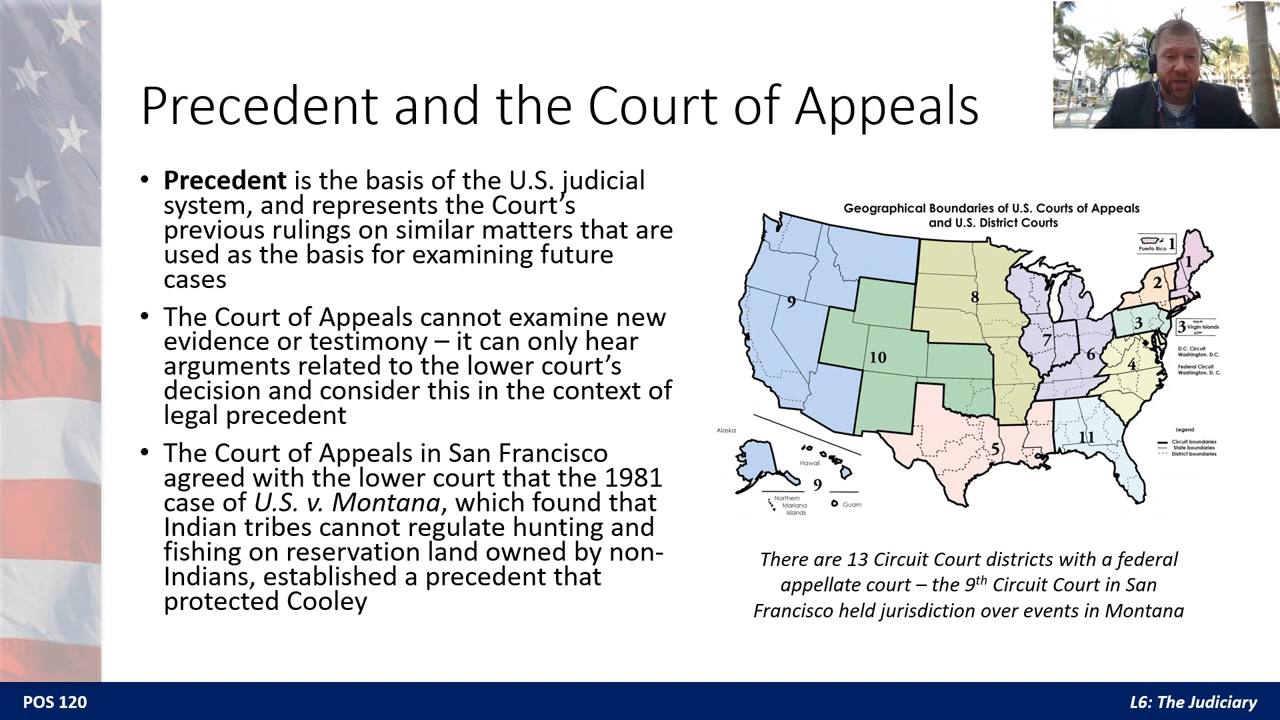 Precedent and the Court of Appeals
• Precedent is the basis of the U.S. judicial
system, and represents the Court's
previous rulings on similar matters that are
used as the basis for examining future
cases
• The Court of Appeals cannot examine new
evidence or testimony – it can only hear
arguments related to the lower court's
decision and consider this in the context of
legal precedent
• The Court of Appeals in San Francisco
agreed with the lower court that the 1981
case of U.S. v. Montana, which found that
Indian tribes cannot regulate hunting and
fishing on reservation land owned by non-
Indians, established a precedent that
protected Cooley
Geographical Boundaries of U.S. Courts of Appeals
and U.S. District Courts
Puerto Rico 1
1
2
3
3 Virgin Islands
D.C. Circuit
Washington, D.C.
Federal Circuit
Washington, D. C.
4
5
6
7
8
9
10
11
Legend
Circuit boundaries
State boundaries
District boundaries
Alaska
Hawaii
9
Northern
Mariana
Islands
Guam
There are 13 Circuit Court districts with a federal
appellate court – the 9th Circuit Court in San
Francisco held jurisdiction over events in Montana
POS 120
L6: The Judiciary